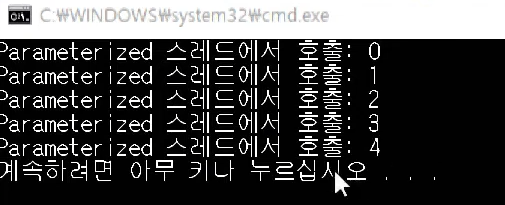 C:₩WINDOWS₩system32₩cmd.exe
Parameterized 스레드에서 호출: 0
Parameterized 스레드에서 호출: 1
Parameterized 스레드에서 호출: 2
Parameterized 스레드에서 호출: 3
Parameterized 스레드에서 호출: 4
계속하려면 아무 키나 누르십시오 . . .